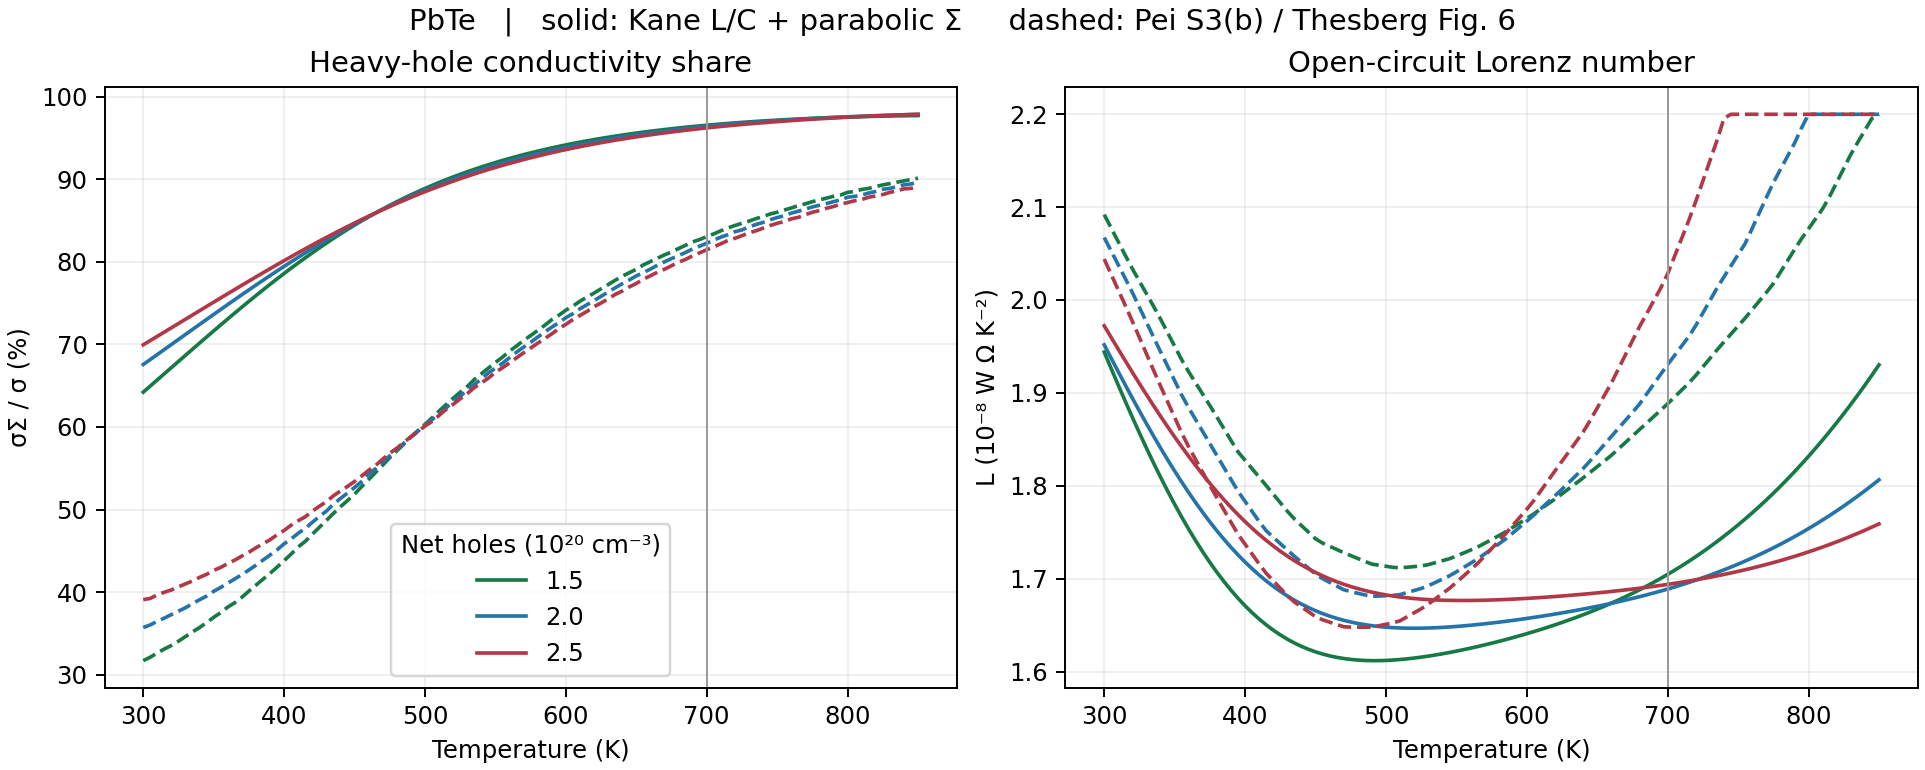 PbTe | solid: Kane L/C + parabolic Σ dashed: Pei S3(b) / Thesberg Fig. 6
Heavy-hole conductivity share
100
90
80
70
60
50
40
30
σΣ / σ (%)
Net holes (10²⁰ cm⁻³)
1.5
2.0
2.5
300 400 500 600 700 800
Temperature (K)
Open-circuit Lorenz number
2.2
2.1
2.0
1.9
1.8
1.7
1.6
L (10⁻⁸ W Ω K⁻²)
300 400 500 600 700 800
Temperature (K)